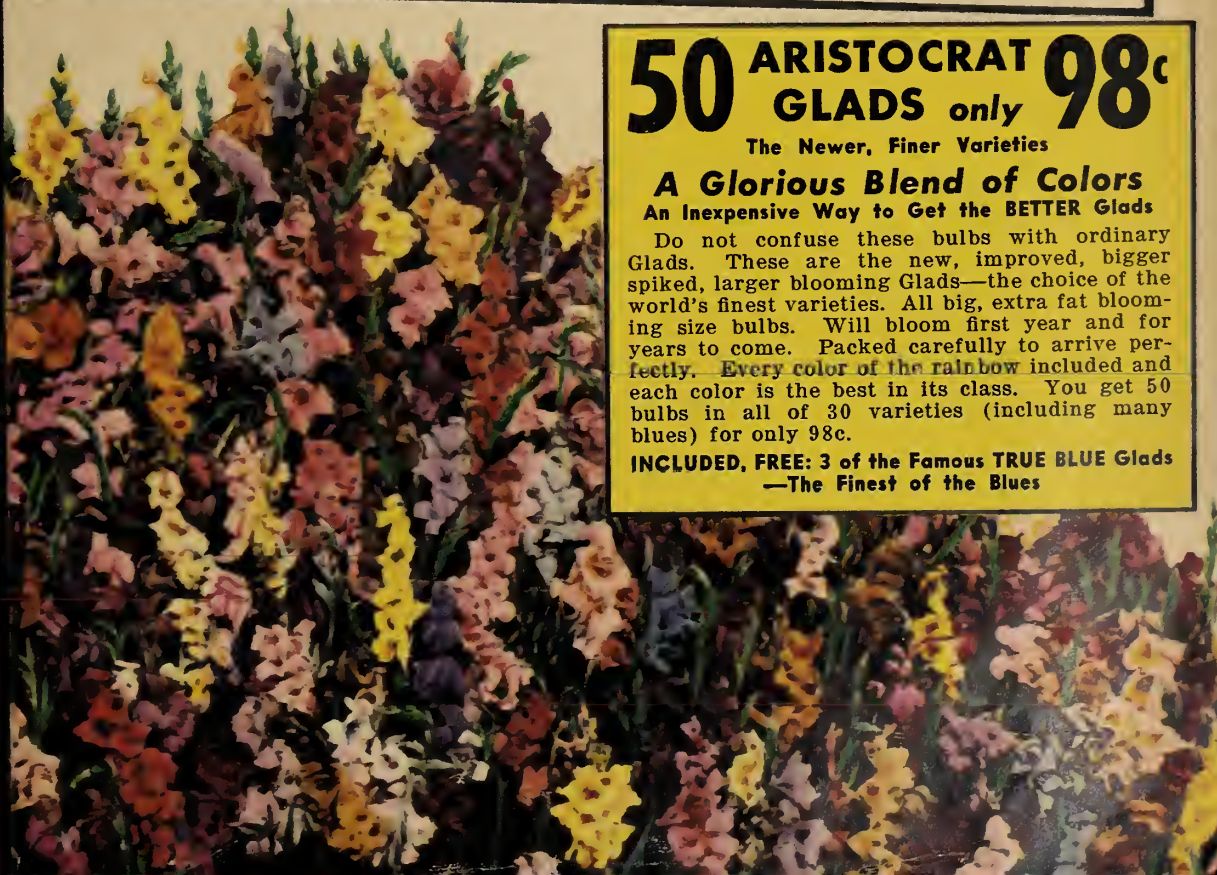 50 ARISTOCRAT GLADS only 98c
The Newer, Finer Varieties
A Glorious Blend of Colors
An Inexpensive Way to Get the BETTER Glads
Do not confuse these bulbs with ordinary
Glads. These are the new, improved, bigger
spiked, larger blooming Glads—the choice of the
world's finest varieties. All big, extra fat bloom-
ing size bulbs. Will bloom first year and for
years to come. Packed carefully to arrive per-
fectly. Every color of the rainbow included and
each color is the best in its class. You get 50
bulbs in all of 30 varieties (including many
blues) for only 98c.
INCLUDED, FREE: 3 of the Famous TRUE BLUE Glads
—The Finest of the Blues